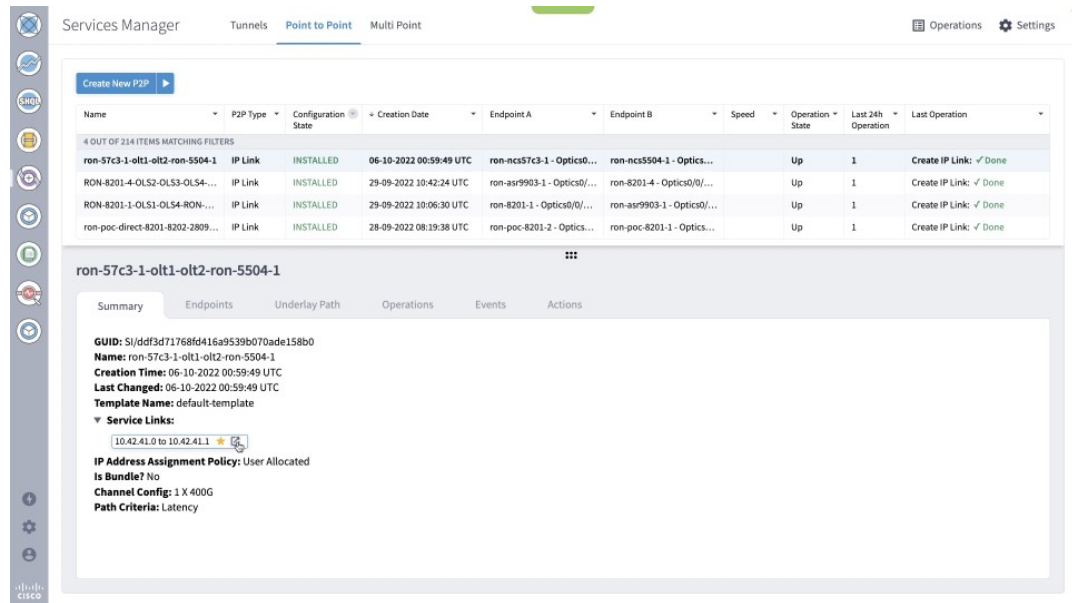 Services Manager
Tunnels
Point to Point
Multi Point
Operations
Settings
SHQL
Create New P2P
Name
P2P Type
Configuration State
Creation Date
Endpoint A
Endpoint B
Speed
Operation State
Last 24h Operation
Last Operation
4 OUT OF 214 ITEMS MATCHING FILTERS
ron-57c3-1-olt1-olt2-ron-5504-1 IP Link INSTALLED 06-10-2022 00:59:49 UTC ron-ncs57c3-1 - Optics0... ron-ncs5504-1 - Optics... Up 1 Create IP Link: ✓ Done
RON-8201-4-OLS2-OLS3-OLS4-... IP Link INSTALLED 29-09-2022 10:42:24 UTC ron-asr9903-1 - Optics0/... ron-8201-4 - Optics0/0/... Up 1 Create IP Link: ✓ Done
RON-8201-1-OLS1-OLS4-RON-... IP Link INSTALLED 29-09-2022 10:06:30 UTC ron-8201-1 - Optics0/0/... ron-asr9903-1 - Optics0/... Up 1 Create IP Link: ✓ Done
ron-poc-direct-8201-8202-2809... IP Link INSTALLED 28-09-2022 08:19:38 UTC ron-poc-8201-2 - Optics... ron-poc-8201-1 - Optics... Up 1 Create IP Link: ✓ Done
ron-57c3-1-olt1-olt2-ron-5504-1
Summary
Endpoints
Underlay Path
Operations
Events
Actions
GUID: SI/ddf3d71768fd416a9539b070ade158b0
Name: ron-57c3-1-olt1-olt2-ron-5504-1
Creation Time: 06-10-2022 00:59:49 UTC
Last Changed: 06-10-2022 00:59:49 UTC
Template Name: default-template
Service Links:
10.42.41.0 to 10.42.41.1
IP Address Assignment Policy: User Allocated
Is Bundle? No
Channel Config: 1 X 400G
Path Criteria: Latency
CISCO